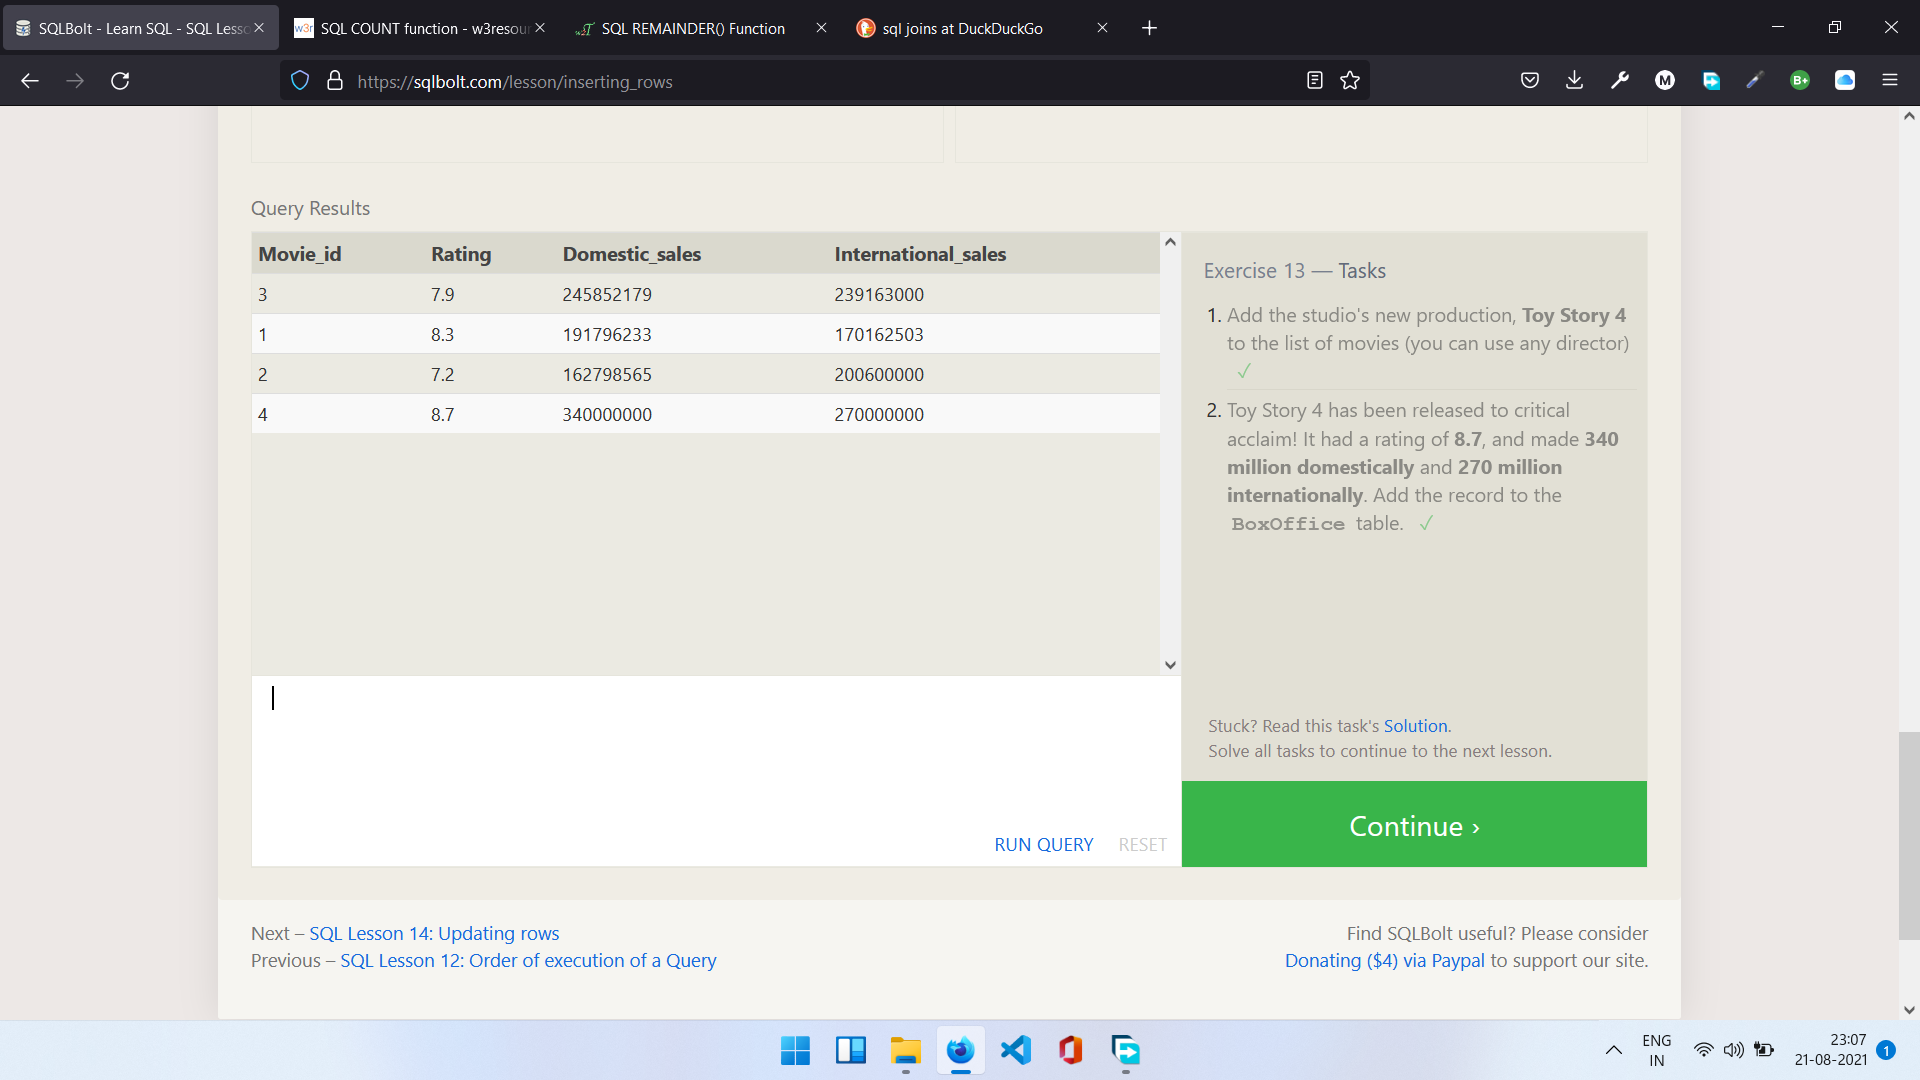 SQLBolt - Learn SQL - SQL Lesso
SQL COUNT function - w3resour
SQL REMAINDER() Function
sql joins at DuckDuckGo
https://sqlbolt.com/lesson/inserting_rows
Query Results
Movie_id Rating Domestic_sales International_sales
3 7.9 245852179 239163000
1 8.3 191796233 170162503
2 7.2 162798565 200600000
4 8.7 340000000 270000000
RUN QUERY RESET
Exercise 13 — Tasks
1. Add the studio's new production, Toy Story 4
to the list of movies (you can use any director)
✓
2. Toy Story 4 has been released to critical
acclaim! It had a rating of 8.7, and made 340
million domestically and 270 million
internationally. Add the record to the
BoxOffice table. ✓
Stuck? Read this task's Solution.
Solve all tasks to continue to the next lesson.
Continue ›
Next – SQL Lesson 14: Updating rows
Previous – SQL Lesson 12: Order of execution of a Query
Find SQLBolt useful? Please consider
Donating ($4) via Paypal to support our site.
ENG
IN
23:07
21-08-2021
1
w3r
M
B+